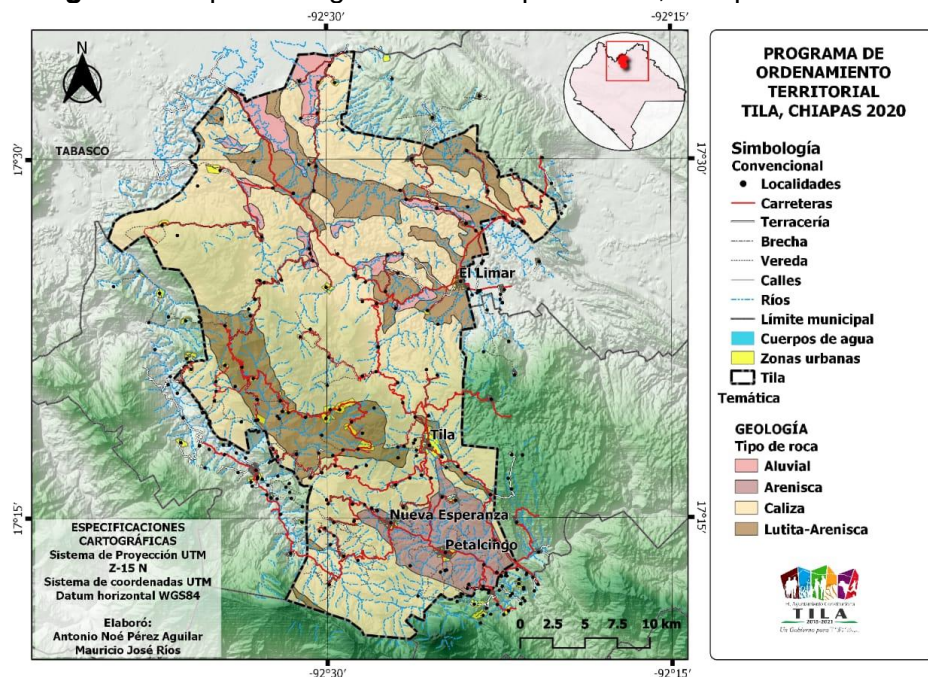 -92°30'
-92°15'
N
TABASCO
17°30'
17°30'
El Limar
Tila
Nueva Esperanza
Petalcingo
17°15'
17°15'
ESPECIFICACIONES
CARTOGRÁFICAS
Sistema de Proyección UTM
Z-15 N
Sistema de coordenadas UTM
Datum horizontal WGS84
Elaboró:
Antonio Noé Pérez Aguilar
Mauricio José Ríos
0 2.5 5 7.5 10 km
-92°30'
-92°15'
PROGRAMA DE
ORDENAMIENTO
TERRITORIAL
TILA, CHIAPAS 2020
Simbología
Convencional
Localidades
Carreteras
Terracería
Brecha
Vereda
Calles
Ríos
Límite municipal
Cuerpos de agua
Zonas urbanas
Tila
Temática
GEOLOGÍA
Tipo de roca
Aluvial
Arenisca
Caliza
Lutita-Arenisca
TILA
Un Gobierno para